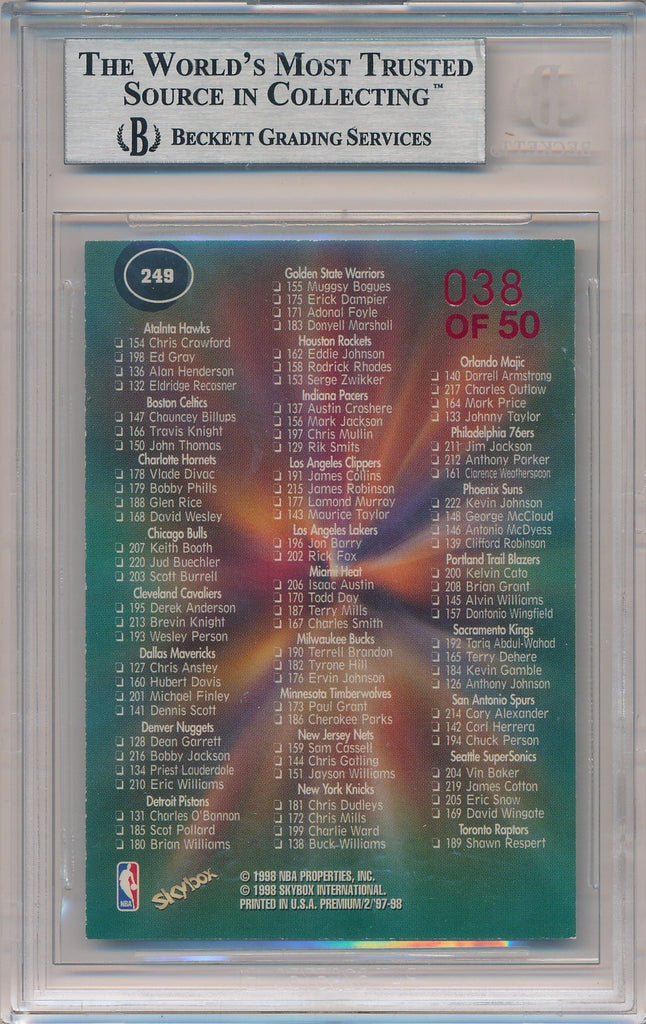 THE WORLD'S MOST TRUSTED
SOURCE IN COLLECTING™
B BECKETT GRADING SERVICES
249
Atalnta Hawks
154 Chris Crawford
198 Ed Gray
136 Alan Henderson
132 Eldridge Recasner
Boston Celtics
147 Chauncey Billups
166 Travis Knight
150 John Thomas
Charlotte Hornets
178 Vlade Divac
179 Bobby Phills
188 Glen Rice
168 David Wesley
Chicago Bulls
207 Keith Booth
220 Jud Buechler
203 Scott Burrell
Cleveland Cavaliers
195 Derek Anderson
213 Brevin Knight
193 Wesley Person
Dallas Mavericks
127 Chris Anstey
160 Hubert Davis
201 Michael Finley
141 Dennis Scott
Denver Nuggets
128 Dean Garrett
216 Bobby Jackson
134 Priest Lauderdale
210 Eric Williams
Detroit Pistons
131 Charles O'Bannon
185 Scot Pollard
180 Brian Williams
Golden State Warriors
155 Muggsy Bogues
175 Erick Dampier
171 Adonal Foyle
183 Donyell Marshall
Houston Rockets
162 Eddie Johnson
158 Rodrick Rhodes
153 Serge Zwikker
Indiana Pacers
137 Austin Croshere
156 Mark Jackson
197 Chris Mullin
129 Rik Smits
Los Angeles Clippers
191 James Collins
215 James Robinson
177 Lamond Murray
143 Maurice Taylor
Los Angeles Lakers
196 Jon Barry
202 Rick Fox
Miami Heat
206 Isaac Austin
170 Todd Day
187 Terry Mills
167 Charles Smith
Milwaukee Bucks
190 Terrell Brandon
182 Tyrone Hill
176 Ervin Johnson
Minnesota Timberwolves
173 Paul Grant
186 Cherokee Parks
New Jersey Nets
159 Sam Cassell
144 Chris Gatling
151 Jayson Williams
New York Knicks
181 Chris Dudleys
172 Chris Mills
199 Charlie Ward
138 Buck Williams
038
OF 50
Orlando Majic
140 Darrell Armstrong
217 Charles Outlaw
164 Mark Price
133 Johnny Taylor
Philadelphia 76ers
211 Jim Jackson
212 Anthony Parker
161 Clarence Weatherspoon
Phoenix Suns
222 Kevin Johnson
148 George McCloud
146 Antonio McDyess
139 Clifford Robinson
Portland Trail Blazers
200 Kelvin Cato
208 Brian Grant
145 Alvin Williams
157 Dontonio Wingfield
Sacramento Kings
192 Tariq Abdul-Wahad
165 Terry Dehere
184 Kevin Gamble
126 Anthony Johnson
San Antonio Spurs
214 Cory Alexander
142 Carl Herrera
194 Chuck Person
Seattle SuperSonics
204 Vin Baker
219 James Cotton
205 Eric Snow
169 David Wingate
Toronto Raptors
189 Shawn Respert
NBA
Skybox
© 1998 NBA PROPERTIES, INC.
© 1998 SKYBOX INTERNATIONAL.
PRINTED IN U.S.A. PREMIUM/2/'97-98